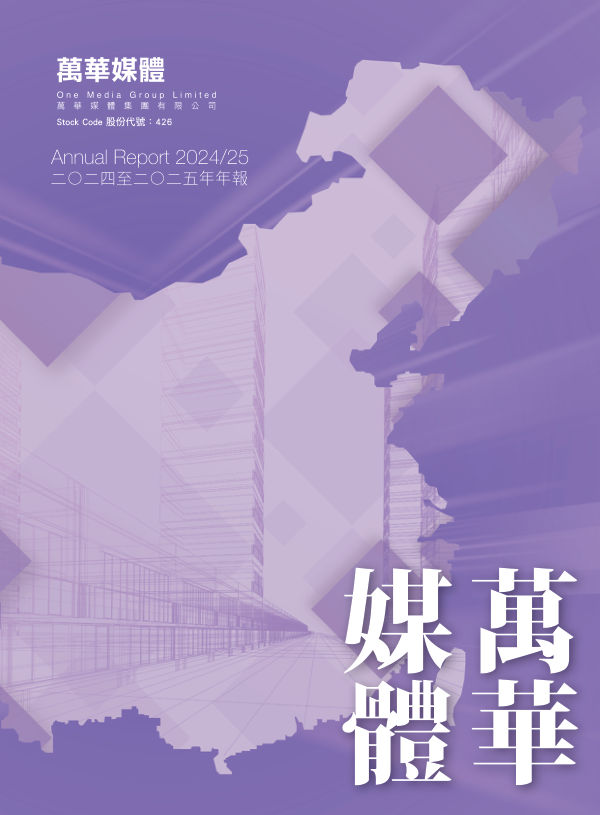 萬華媒體
One Media Group Limited
萬華媒體集團有限公司
Stock Code 股份代號：426
Annual Report 2024/25
二〇二四至二〇二五年年報
萬華
媒體